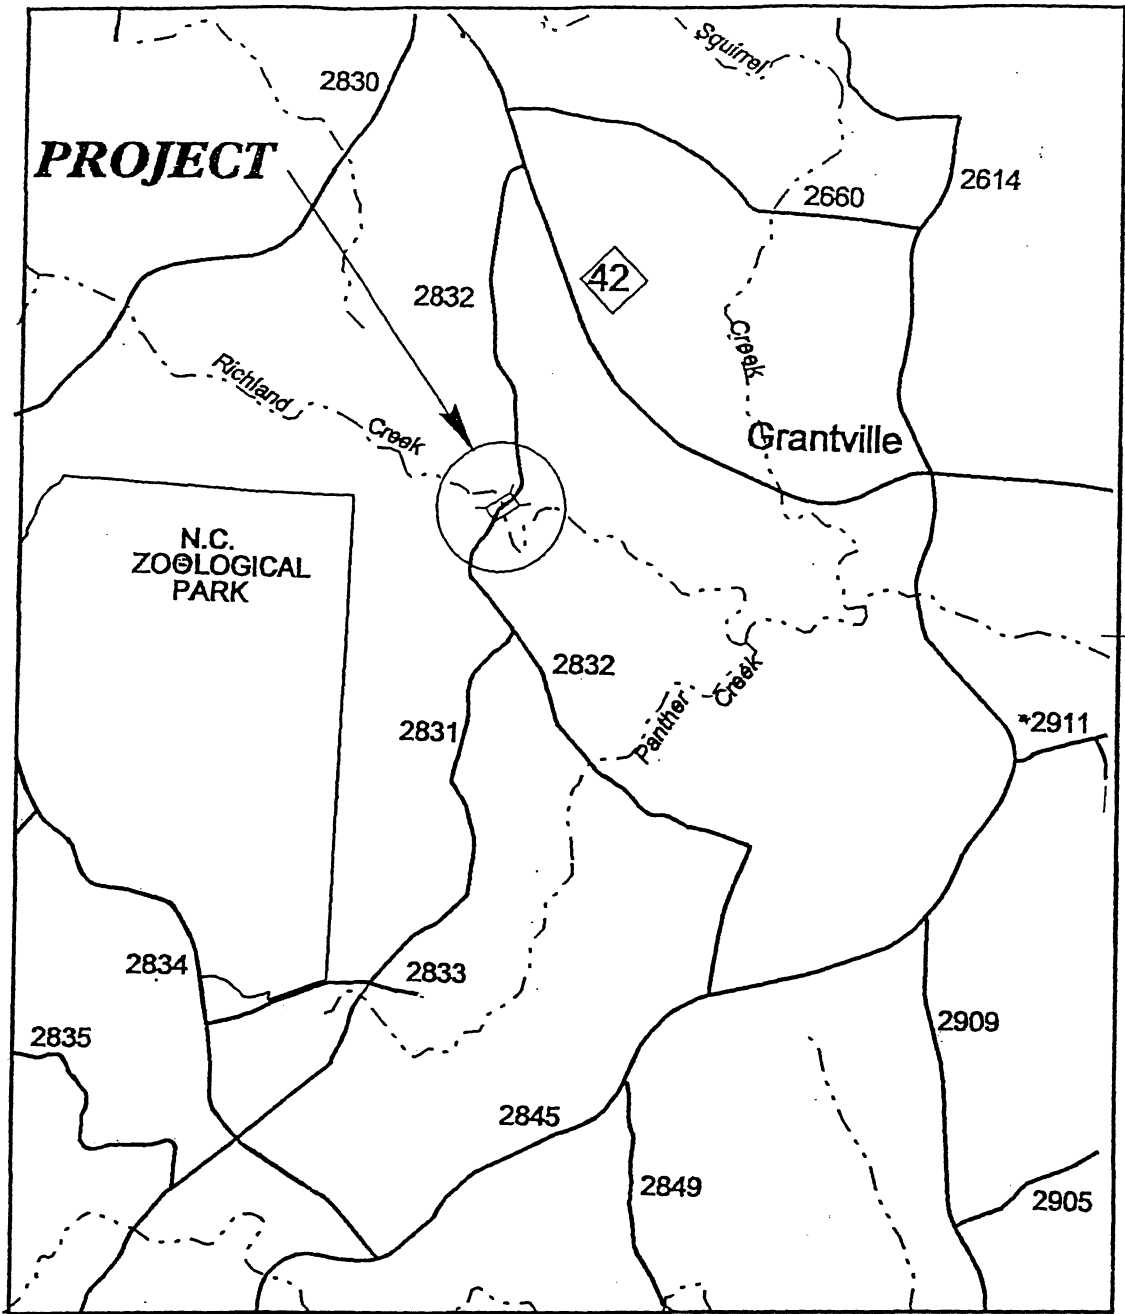 Squirrel
2830
PROJECT
2614
2660
42
2832
Creek
Richland
Creek
Grantville
N.C.
ZOOLOGICAL
PARK
2832
Creek
Panther
*2911
2831
2834
2833
2909
2835
2845
2849
2905